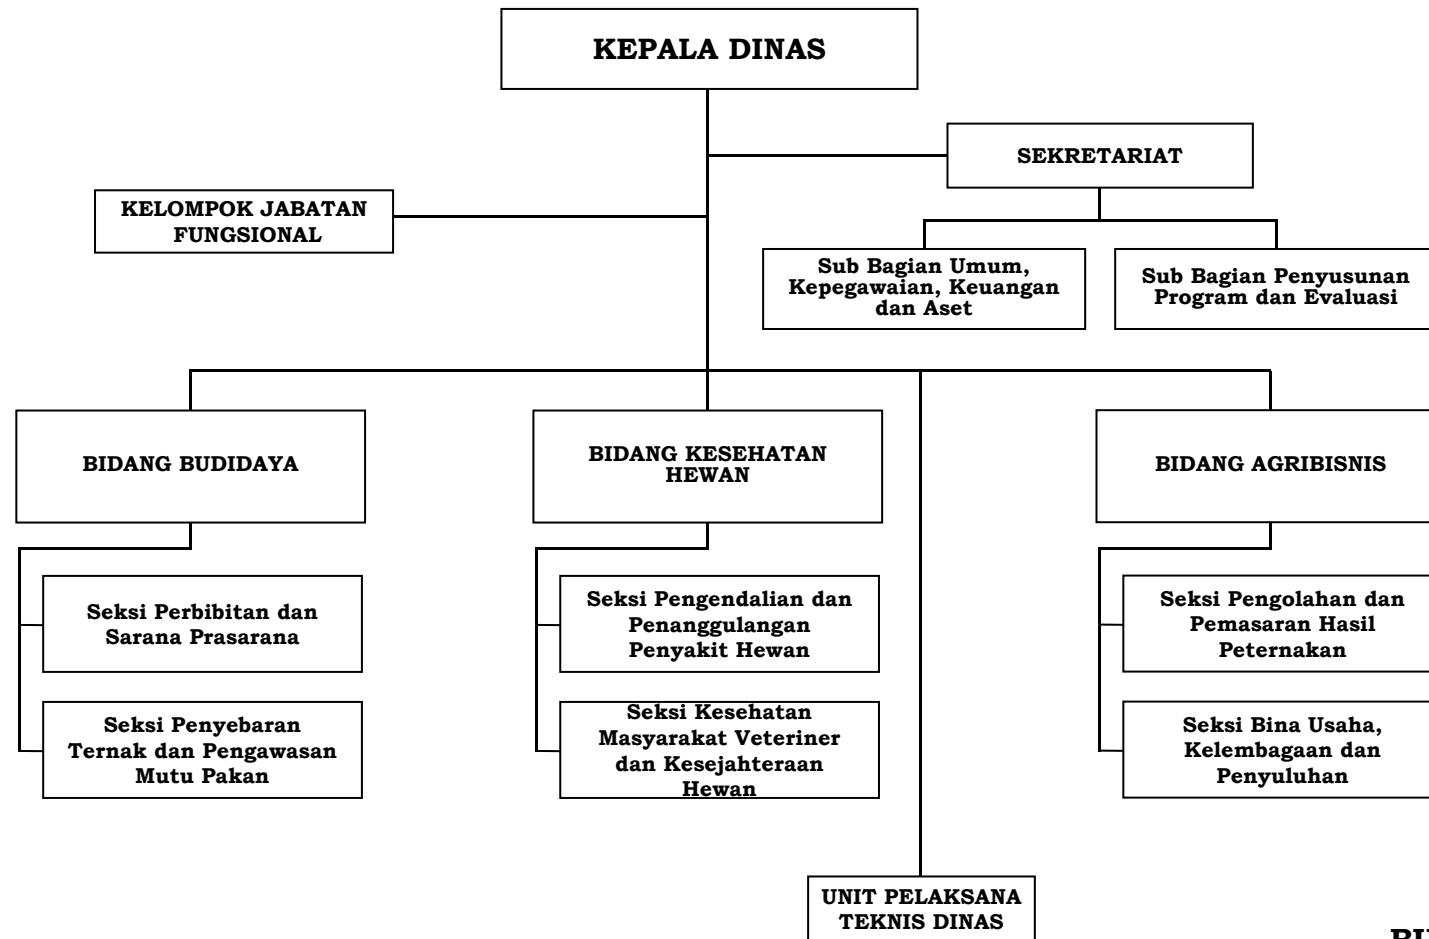 KEPALA DINAS
SEKRETARIAT
KELOMPOK JABATAN
FUNGSIONAL
Sub Bagian Umum,
Kepegawaian, Keuangan
dan Aset
Sub Bagian Penyusunan
Program dan Evaluasi
BIDANG BUDIDAYA
BIDANG KESEHATAN
HEWAN
BIDANG AGRIBISNIS
Seksi Perbibitan dan
Sarana Prasarana
Seksi Pengendalian dan
Penanggulangan
Penyakit Hewan
Seksi Pengolahan dan
Pemasaran Hasil
Peternakan
Seksi Penyebaran
Ternak dan Pengawasan
Mutu Pakan
Seksi Kesehatan
Masyarakat Veteriner
dan Kesejahteraan
Hewan
Seksi Bina Usaha,
Kelembagaan dan
Penyuluhan
UNIT PELAKSANA
TEKNIS DINAS